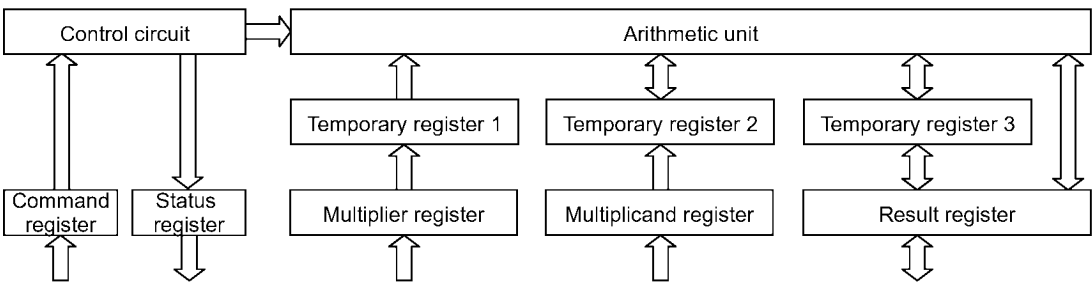 Control circuit
Arithmetic unit
Temporary register 1
Temporary register 2
Temporary register 3
Command
register
Status
register
Multiplier register
Multiplicand register
Result register